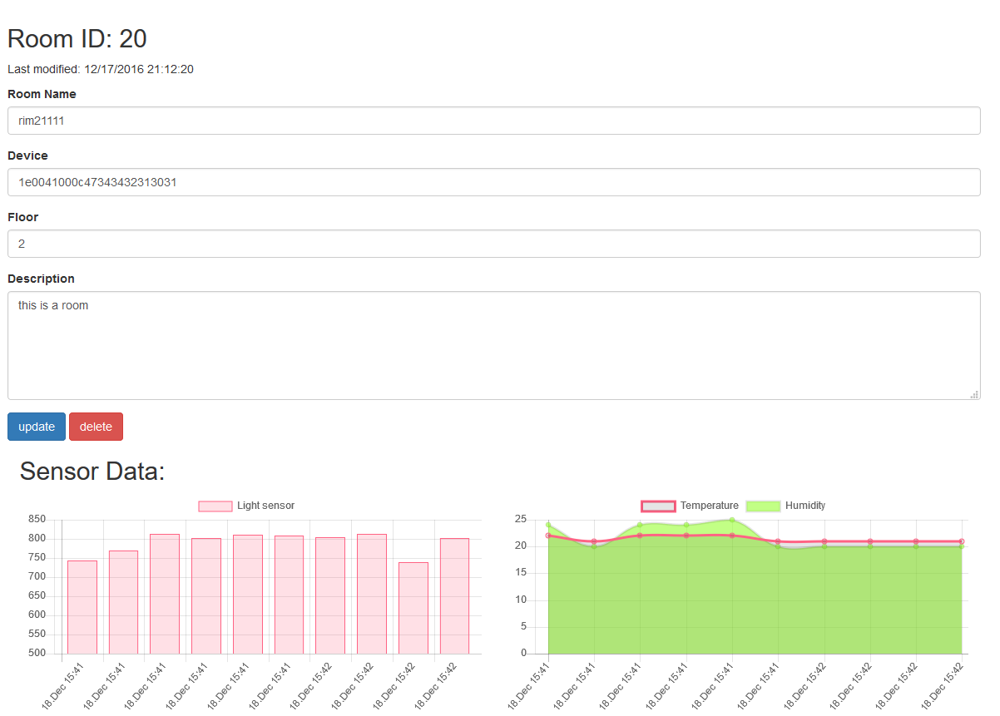 Room ID: 20
Last modified: 12/17/2016 21:12:20
Room Name
rim21111
Device
1e0041000c47343432313031
Floor
2
Description
this is a room
update delete
Sensor Data:
Light sensor
850
800
750
700
650
600
550
500
18.Dec 15:41 18.Dec 15:41 18.Dec 15:41 18.Dec 15:41 18.Dec 15:41 18.Dec 15:41 18.Dec 15:42 18.Dec 15:42 18.Dec 15:42 18.Dec 15:42
Temperature Humidity
25
20
15
10
5
0
18.Dec 15:41 18.Dec 15:41 18.Dec 15:41 18.Dec 15:41 18.Dec 15:41 18.Dec 15:41 18.Dec 15:42 18.Dec 15:42 18.Dec 15:42 18.Dec 15:42